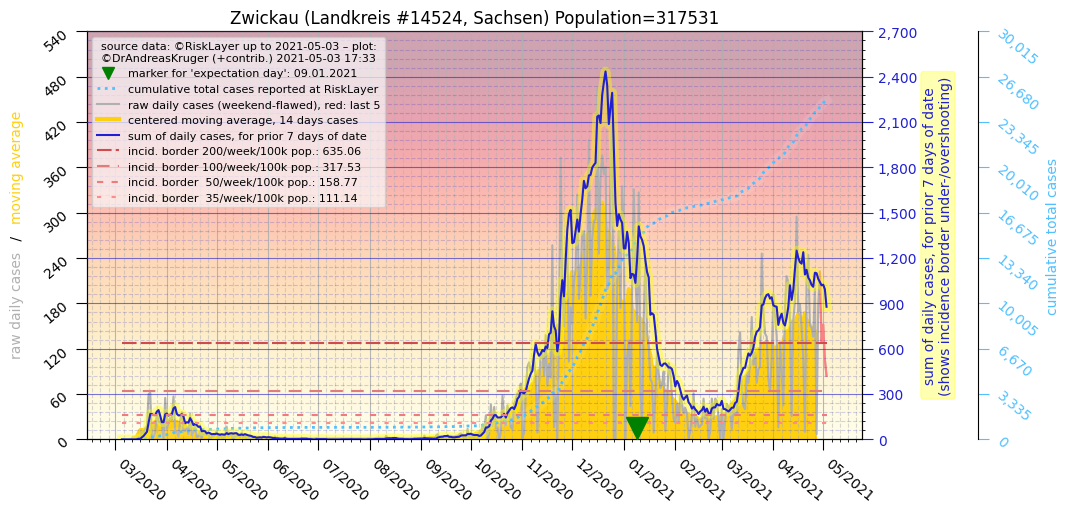 Zwickau (Landkreis #14524, Sachsen) Population=317531
source data: ©RiskLayer up to 2021-05-03 – plot:
©DrAndreasKruger (+contrib.) 2021-05-03 17:33
marker for 'expectation day': 09.01.2021
cumulative total cases reported at RiskLayer
raw daily cases (weekend-flawed), red: last 5
centered moving average, 14 days cases
sum of daily cases, for prior 7 days of date
incid. border 200/week/100k pop.: 635.06
incid. border 100/week/100k pop.: 317.53
incid. border  50/week/100k pop.: 158.77
incid. border  35/week/100k pop.: 111.14
raw daily cases / moving average
540
480
420
360
300
240
180
120
60
0
03/2020
04/2020
05/2020
06/2020
07/2020
08/2020
09/2020
10/2020
11/2020
12/2020
01/2021
02/2021
03/2021
04/2021
05/2021
2,700
2,400
2,100
1,800
1,500
1,200
900
600
300
0
sum of daily cases, for prior 7 days of date
(shows incidence border under-/overshooting)
30,015
26,680
23,345
20,010
16,675
13,340
10,005
6,670
3,335
0
cumulative total cases